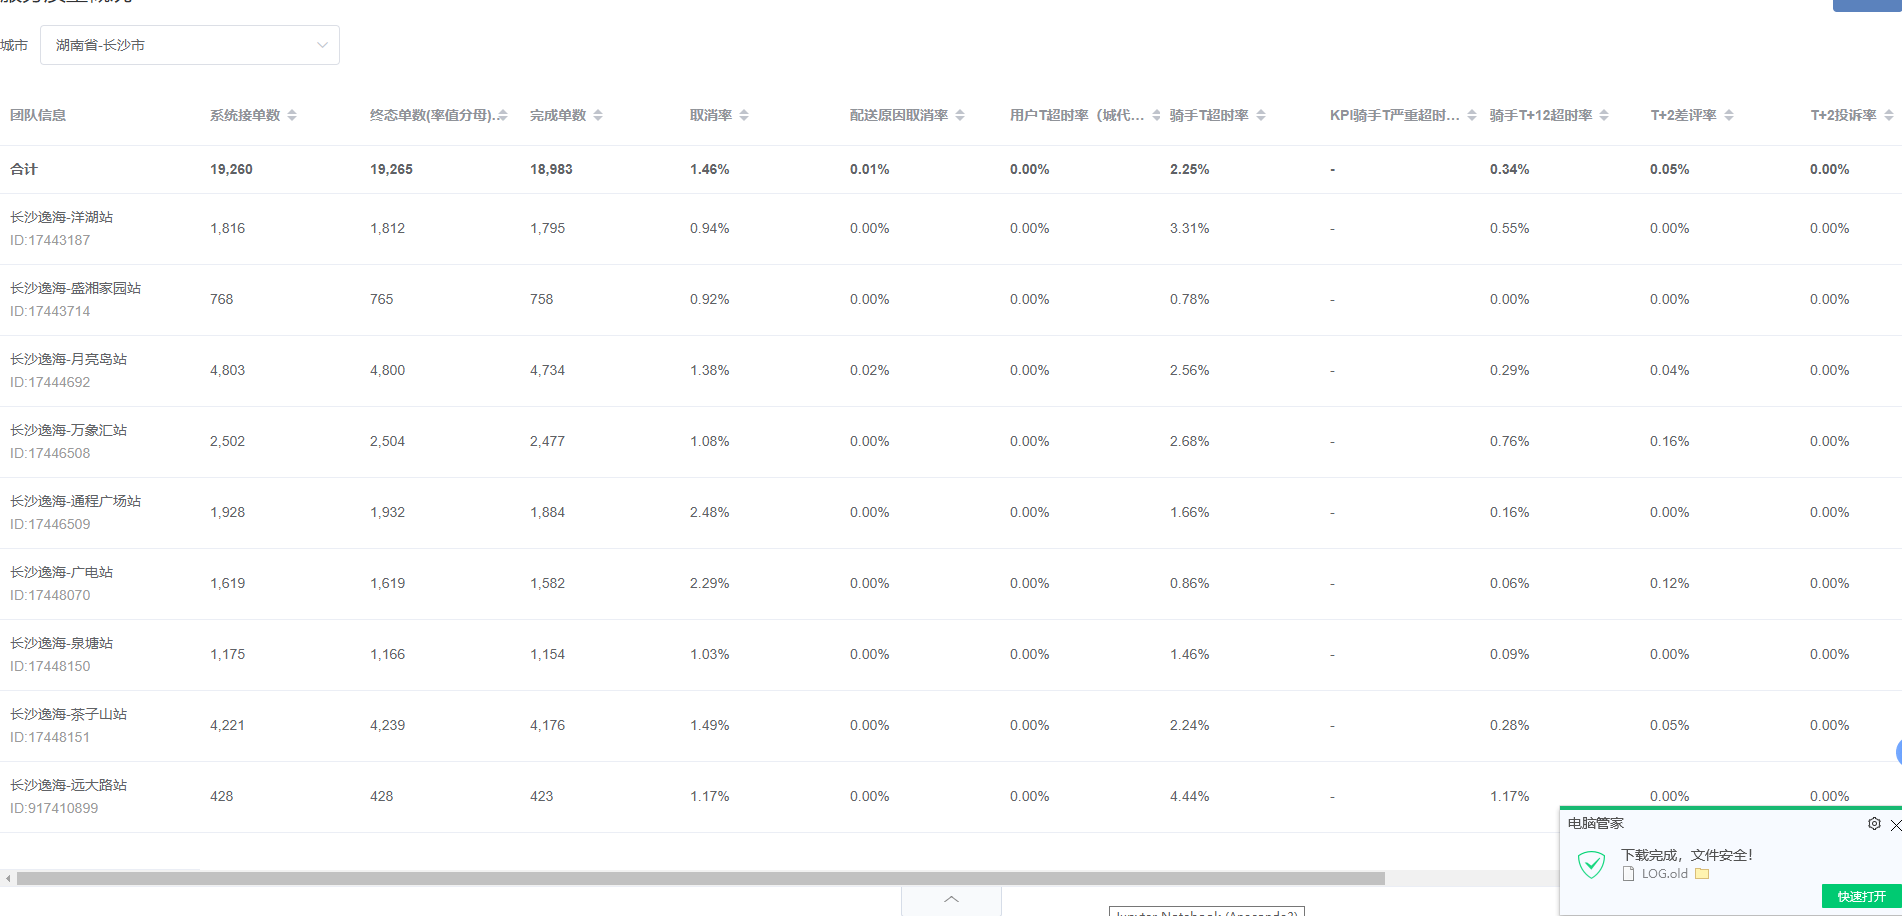 城市 湖南省-长沙市
团队信息 系统接单数 终态单数(率值分母)... 完成单数 取消率 配送原因取消率 用户T超时率（城代... 骑手T超时率 KPI骑手T严重超时... 骑手T+12超时率 T+2差评率 T+2投诉率
合计 19,260 19,265 18,983 1.46% 0.01% 0.00% 2.25% - 0.34% 0.05% 0.00%
长沙逸海-洋湖站
ID:17443187
1,816 1,812 1,795 0.94% 0.00% 0.00% 3.31% - 0.55% 0.00% 0.00%
长沙逸海-盛湘家园站
ID:17443714
768 765 758 0.92% 0.00% 0.00% 0.78% - 0.00% 0.00% 0.00%
长沙逸海-月亮岛站
ID:17444692
4,803 4,800 4,734 1.38% 0.02% 0.00% 2.56% - 0.29% 0.04% 0.00%
长沙逸海-万象汇站
ID:17446508
2,502 2,504 2,477 1.08% 0.00% 0.00% 2.68% - 0.76% 0.16% 0.00%
长沙逸海-通程广场站
ID:17446509
1,928 1,932 1,884 2.48% 0.00% 0.00% 1.66% - 0.16% 0.00% 0.00%
长沙逸海-广电站
ID:17448070
1,619 1,619 1,582 2.29% 0.00% 0.00% 0.86% - 0.06% 0.12% 0.00%
长沙逸海-泉塘站
ID:17448150
1,175 1,166 1,154 1.03% 0.00% 0.00% 1.46% - 0.09% 0.00% 0.00%
长沙逸海-茶子山站
ID:17448151
4,221 4,239 4,176 1.49% 0.00% 0.00% 2.24% - 0.28% 0.05% 0.00%
长沙逸海-远大路站
ID:917410899
428 428 423 1.17% 0.00% 0.00% 4.44% - 1.17% 0.00% 0.00%
电脑管家
下载完成，文件安全！
LOG.old
快速打开